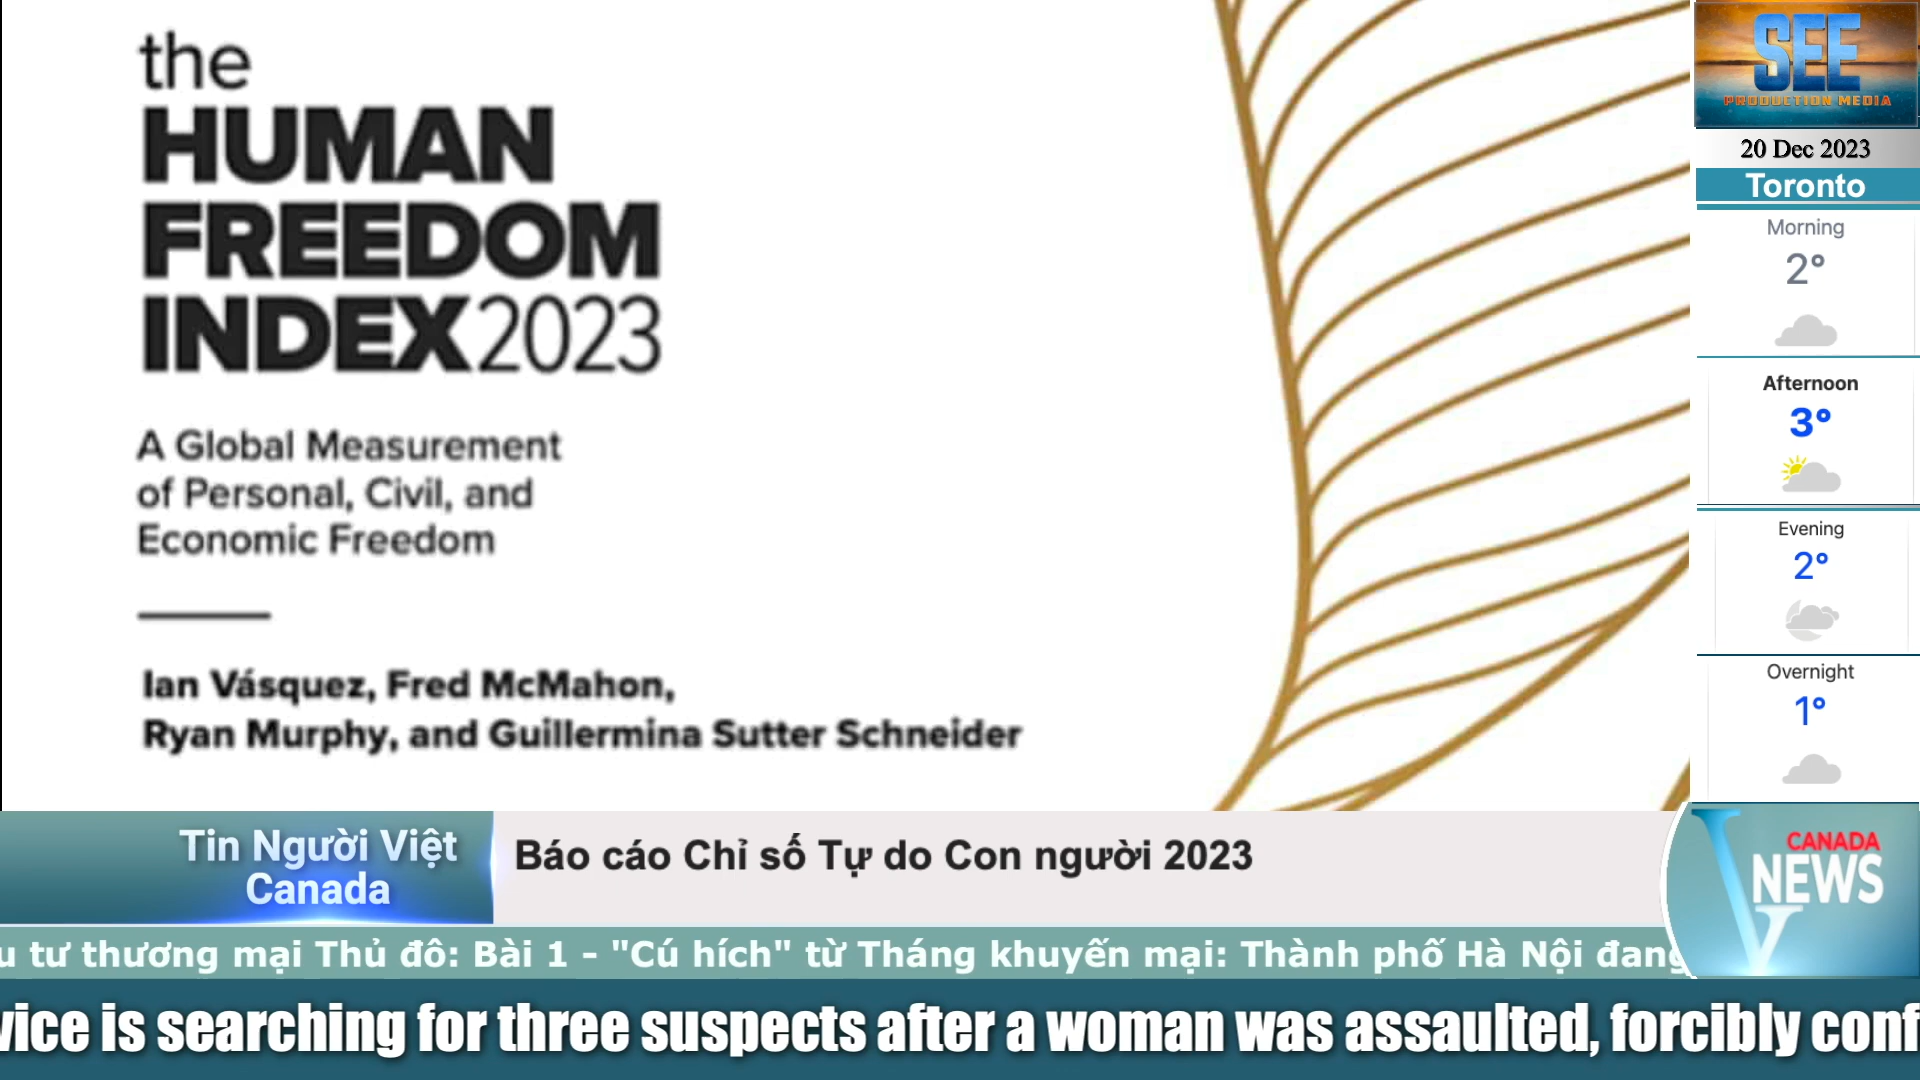 the
HUMAN
FREEDOM
INDEX 2023
A Global Measurement
of Personal, Civil, and
Economic Freedom
Ian Vásquez, Fred McMahon,
Ryan Murphy, and Guillermina Sutter Schneider
SEE
PRODUCTION MEDIA
20 Dec 2023
Toronto
Morning
2°
Afternoon
3°
Evening
2°
Overnight
1°
Tin Người Việt
Canada
Báo cáo Chỉ số Tự do Con người 2023
V
CANADA
NEWS
tư thương mại Thủ đô: Bài 1 - "Cú hích" từ Tháng khuyến mại: Thành phố Hà Nội đang
is searching for three suspects after a woman was assaulted, forcibly